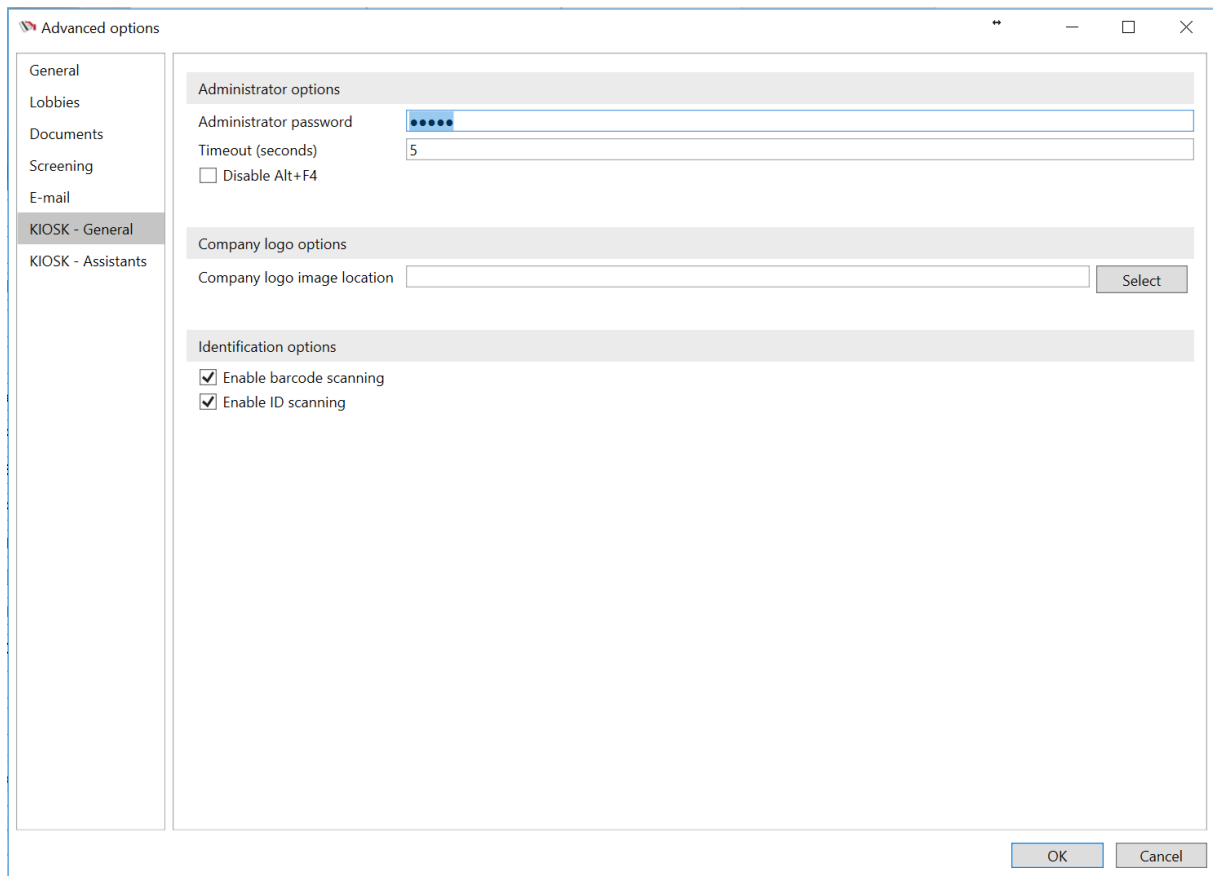 Advanced options
General
Lobbies
Documents
Screening
E-mail
KIOSK - General
KIOSK - Assistants
Administrator options
Administrator password ●●●●●
Timeout (seconds) 5
Disable Alt+F4
Company logo options
Company logo image location Select
Identification options
Enable barcode scanning
Enable ID scanning
OK Cancel